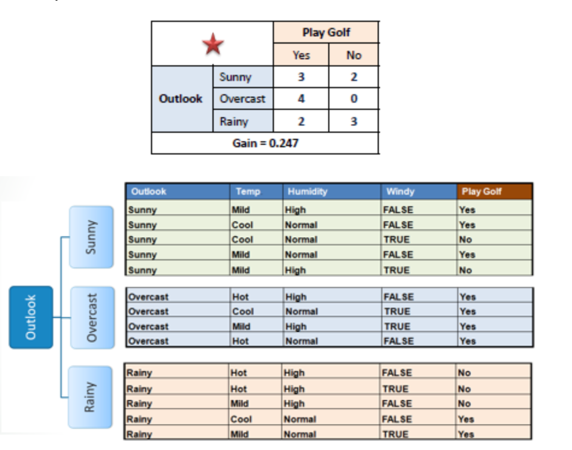 Play Golf
Yes No
Outlook Sunny 3 2
Overcast 4 0
Rainy 2 3
Gain = 0.247
Outlook
Sunny
Overcast
Rainy
Outlook Temp Humidity Windy Play Golf
Sunny Mild High FALSE Yes
Sunny Cool Normal FALSE Yes
Sunny Cool Normal TRUE No
Sunny Mild Normal FALSE Yes
Sunny Mild High TRUE No
Overcast Hot High FALSE Yes
Overcast Cool Normal TRUE Yes
Overcast Mild High TRUE Yes
Overcast Hot Normal FALSE Yes
Rainy Hot High FALSE No
Rainy Hot High TRUE No
Rainy Mild High FALSE No
Rainy Cool Normal FALSE Yes
Rainy Mild Normal TRUE Yes